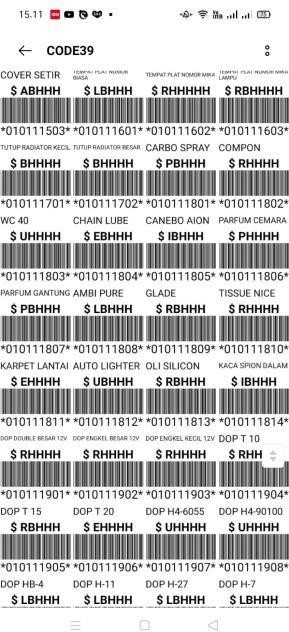 15.11
75
CODE39
COVER SETIR TEMPAT PLAT NOMOR BIASA TEMPAT PLAT NOMOR MIKA TEMPAT PLAT NOMOR MIKA LAMPU
$ ABHHH $ LBHHH $ RHHHHH $ RBHHHH
*010111503* *010111601* *010111602* *010111603*
TUTUP RADIATOR KECIL TUTUP RADIATOR BESAR CARBO SPRAY COMPON
$ BHHHH $ BHHHH $ PBHHH $ RHHHH
*010111701* *010111702* *010111801* *010111802*
WC 40 CHAIN LUBE CANEBO AION PARFUM CEMARA
$ UHHHH $ EBHHH $ IBHHH $ PHHHH
*010111803* *010111804* *010111805* *010111806*
PARFUM GANTUNG AMBI PURE GLADE TISSUE NICE
$ PBHHH $ LBHHH $ RBHHH $ RHHHH
*010111807* *010111808* *010111809* *010111810*
KARPET LANTAI AUTO LIGHTER OLI SILICON KACA SPION DALAM
$ EHHHH $ UBHHH $ RBHHH $ IBHHH
*010111811* *010111812* *010111813* *010111814*
DOP DOUBLE BESAR 12V DOP ENGKEL BESAR 12V DOP ENGKEL KECIL 12V DOP T 10
$ RHHHH $ RHHHH $ RHHHH $ RHH
*010111901* *010111902* *010111903* *010111904*
DOP T 15 DOP T 20 DOP H4-6055 DOP H4-90100
$ RBHHH $ EHHHH $ UHHHH $ UHHHH
*010111905* *010111906* *010111907* *010111908*
DOP HB-4 DOP H-11 DOP H-27 DOP H-7
$ LBHHH $ LBHHH $ LBHHH $ LBHHH